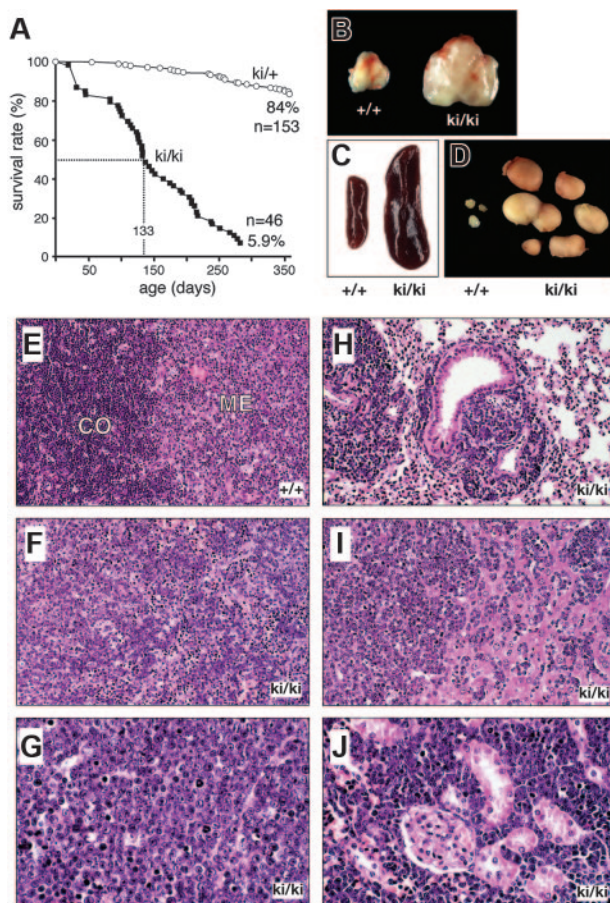 A
survival rate (%)
100
80
60
40
20
0
50
150
250
350
age (days)
ki/+
84%
n=153
ki/ki
n=46
5.9%
133
B
+/+
ki/ki
C
+/+
ki/ki
D
+/+
ki/ki
E
CO
ME
+/+
H
ki/ki
F
ki/ki
I
ki/ki
G
ki/ki
J
ki/ki